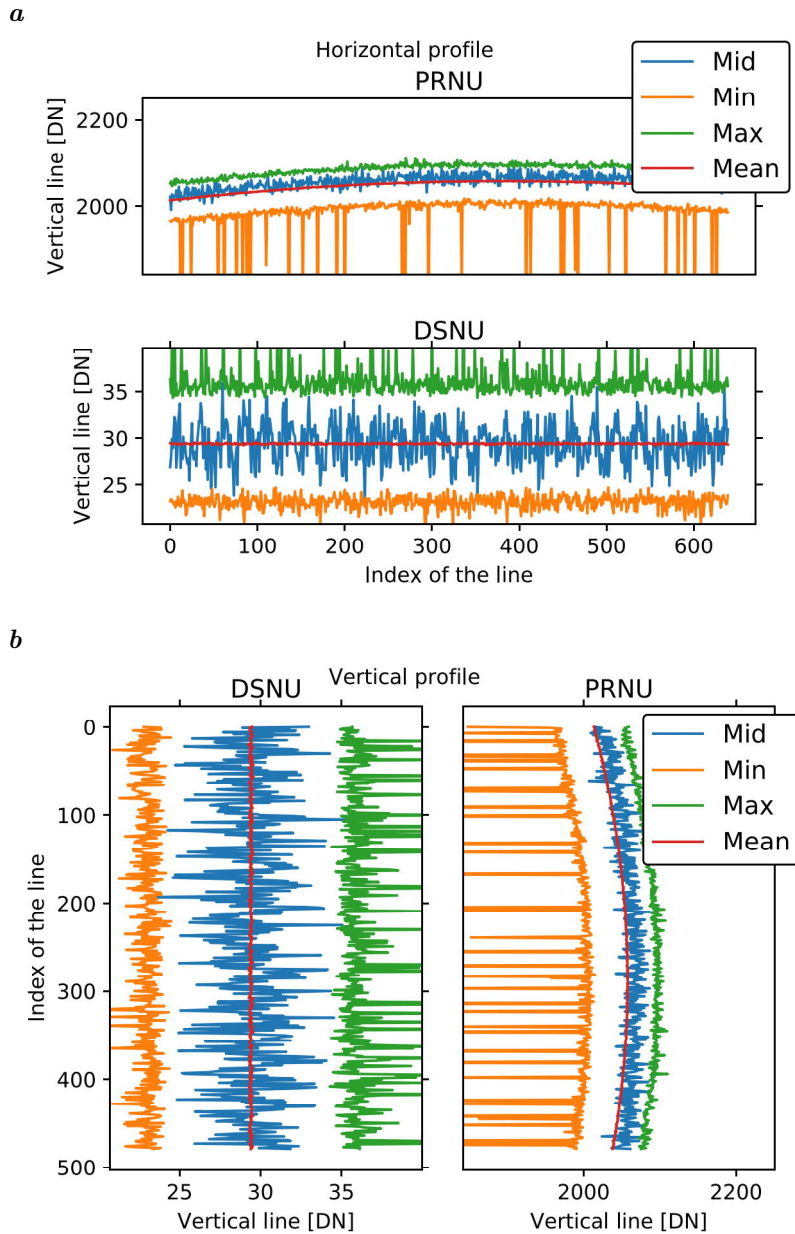 a
Horizontal profile
PRNU
Mid
Min
Max
Mean
2200
2000
Vertical line [DN]
DSNU
35
30
25
Vertical line [DN]
0 100 200 300 400 500 600
Index of the line
b
Vertical profile
DSNU PRNU
0
100
200
300
400
500
Index of the line
Mid
Min
Max
Mean
25 30 35 2000 2200
Vertical line [DN] Vertical line [DN]